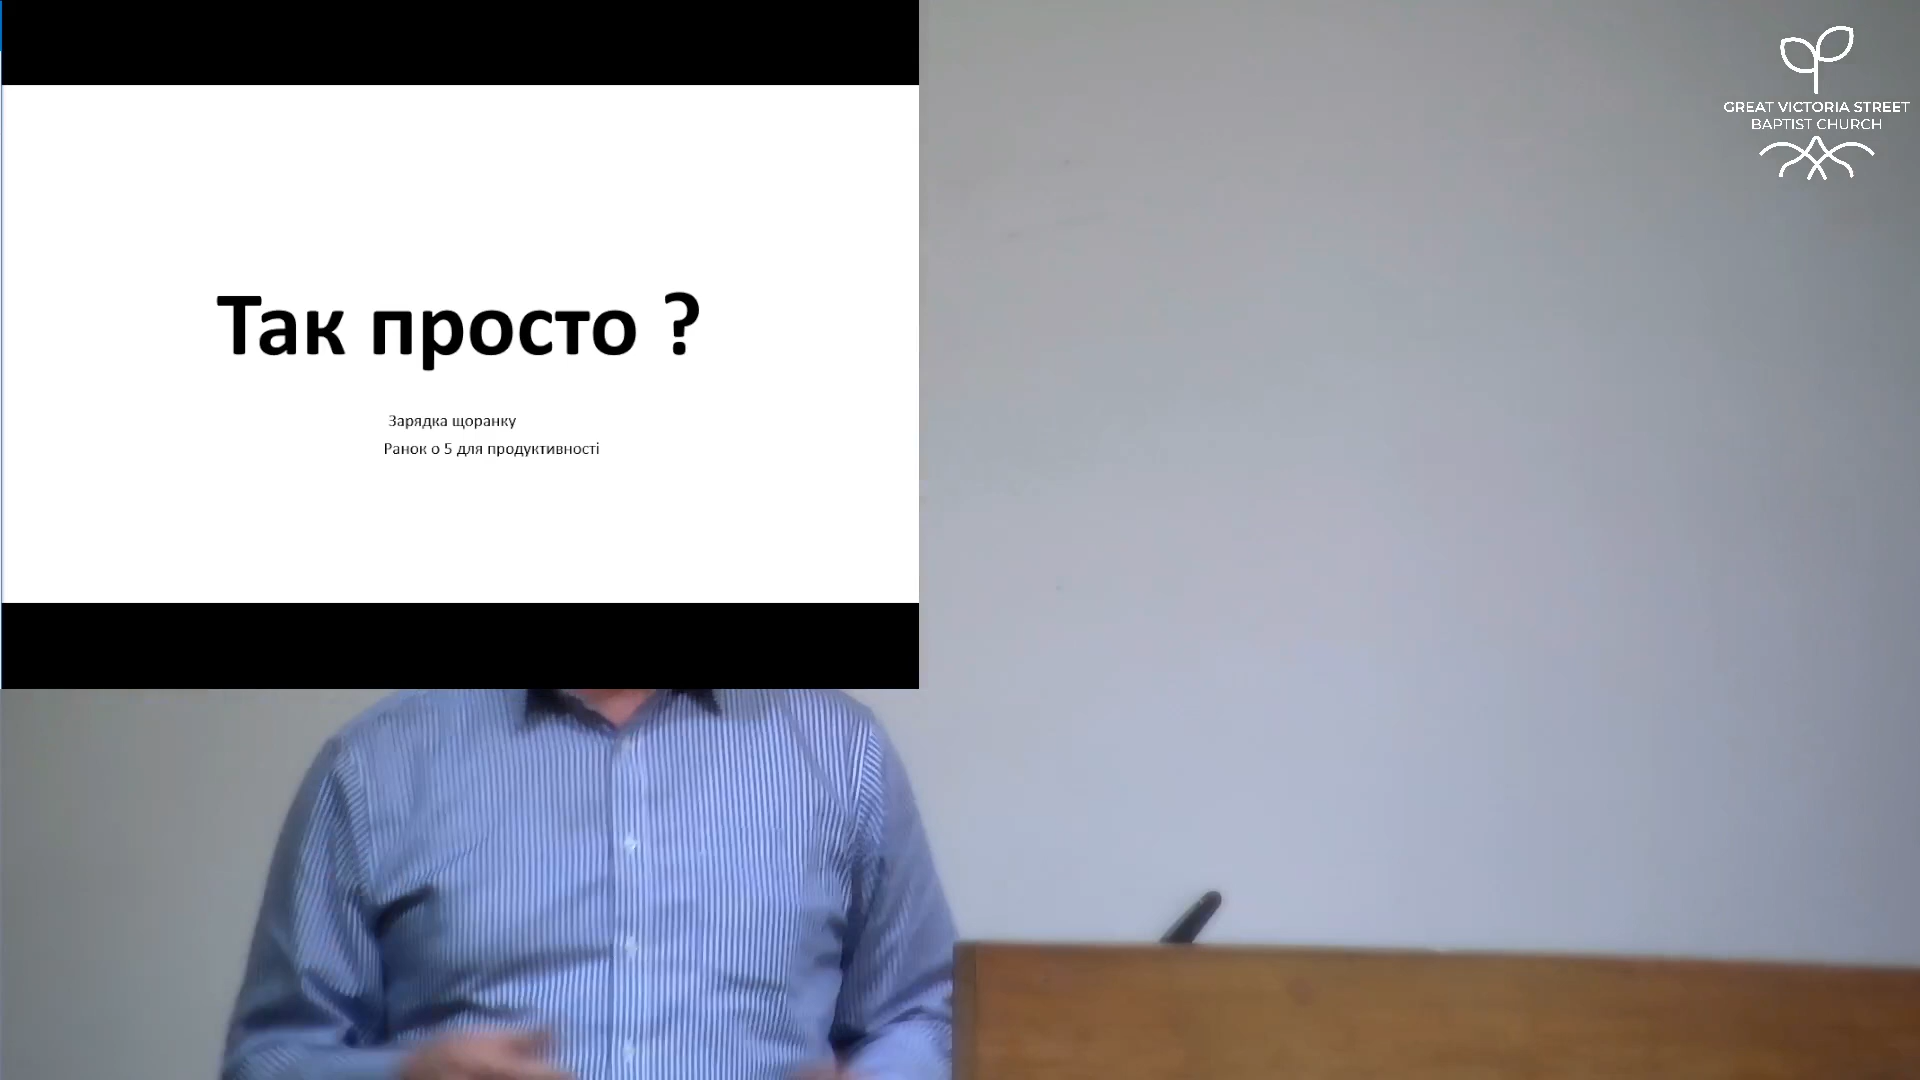 Так просто ?
Зарядка щоранку
Ранок о 5 для продуктивності
GREAT VICTORIA STREET
BAPTIST CHURCH